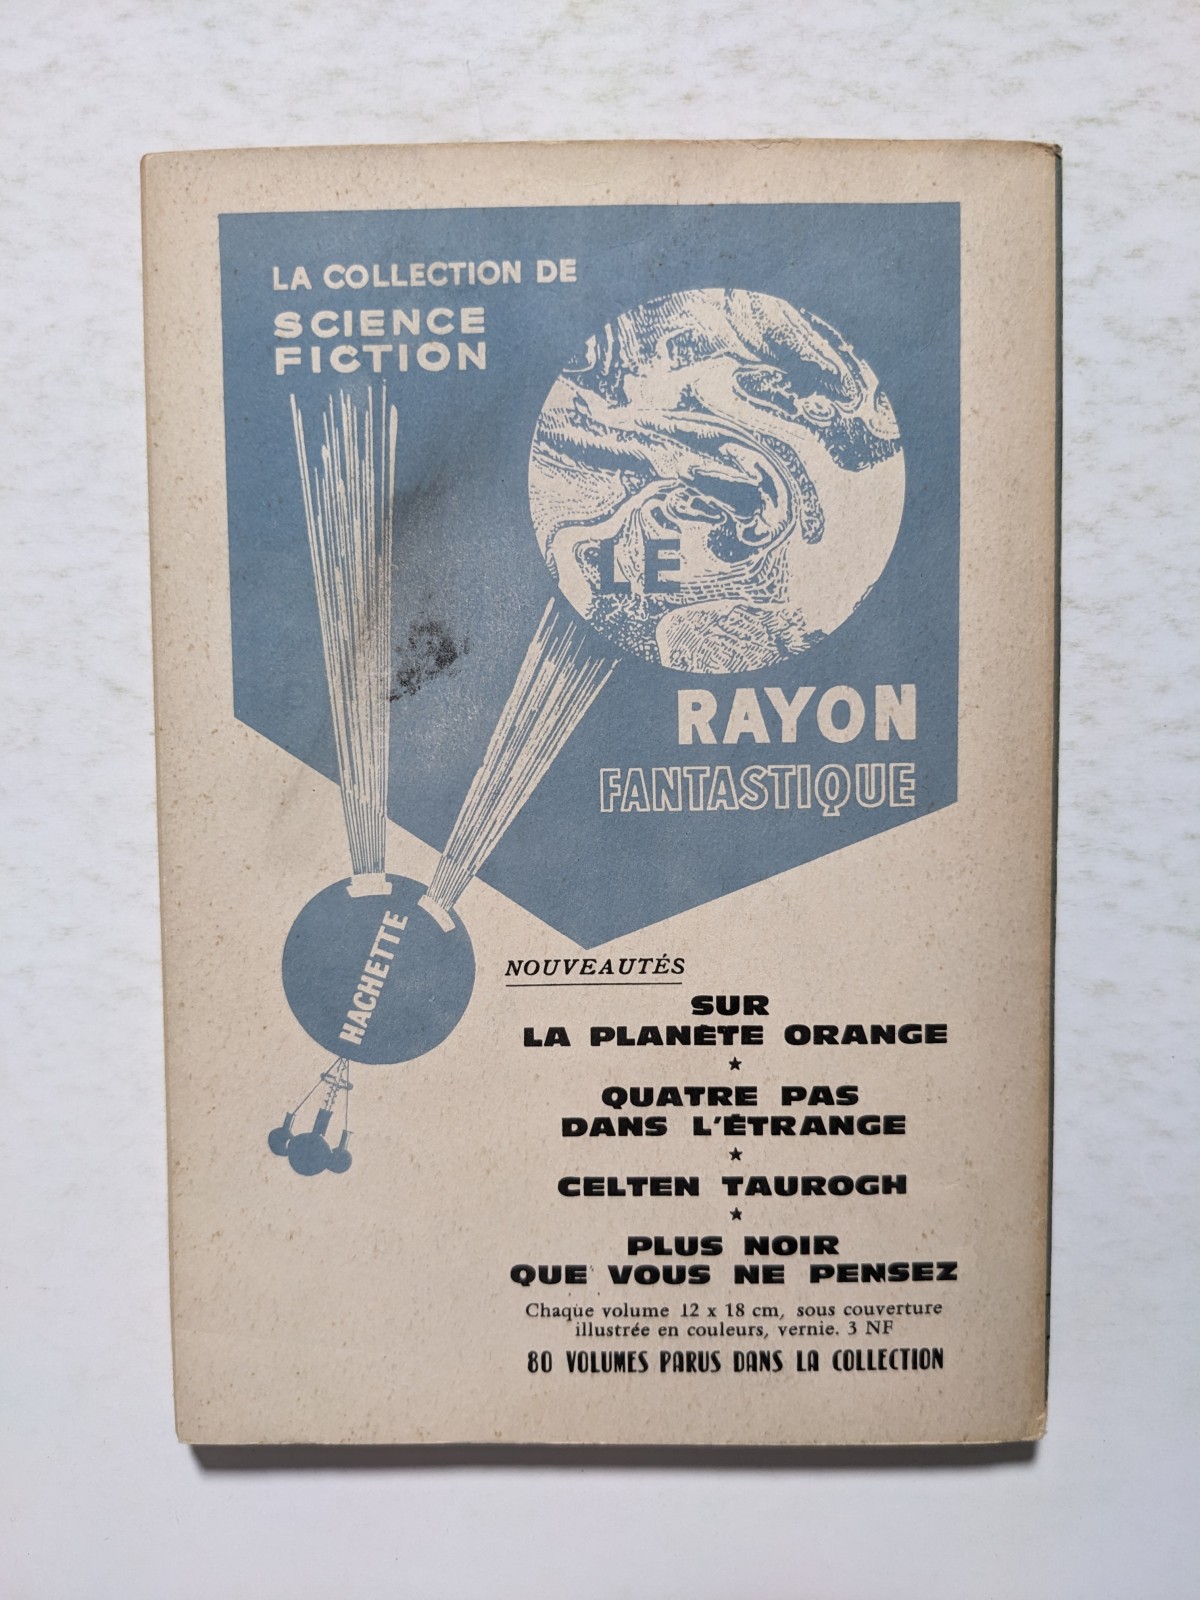 LA COLLECTION DE
SCIENCE
FICTION
LE
RAYON
FANTASTIQUE
HACHETTE
NOUVEAUTÉS
SUR
LA PLANÈTE ORANGE
★
QUATRE PAS
DANS L'ÉTRANGE
★
CELTEN TAUROGH
★
PLUS NOIR
QUE VOUS NE PENSEZ
Chaque volume 12 x 18 cm, sous couverture
illustrée en couleurs, vernie. 3 NF
80 VOLUMES PARUS DANS LA COLLECTION